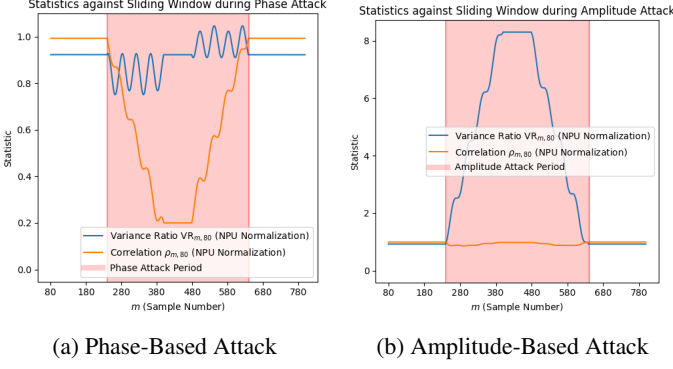 Statistics against Sliding Window during Phase Attack
1.0
0.8
0.6
0.4
0.2
0.0
Statistic
Variance Ratio VRm,80 (NPU Normalization)
Correlation ρm,80 (NPU Normalization)
Phase Attack Period
80 180 280 380 480 580 680 780
m (Sample Number)
(a) Phase-Based Attack
Statistics against Sliding Window during Amplitude Attack
8
6
4
2
0
Statistic
Variance Ratio VRm,80 (NPU Normalization)
Correlation ρm,80 (NPU Normalization)
Amplitude Attack Period
80 180 280 380 480 580 680 780
m (Sample Number)
(b) Amplitude-Based Attack